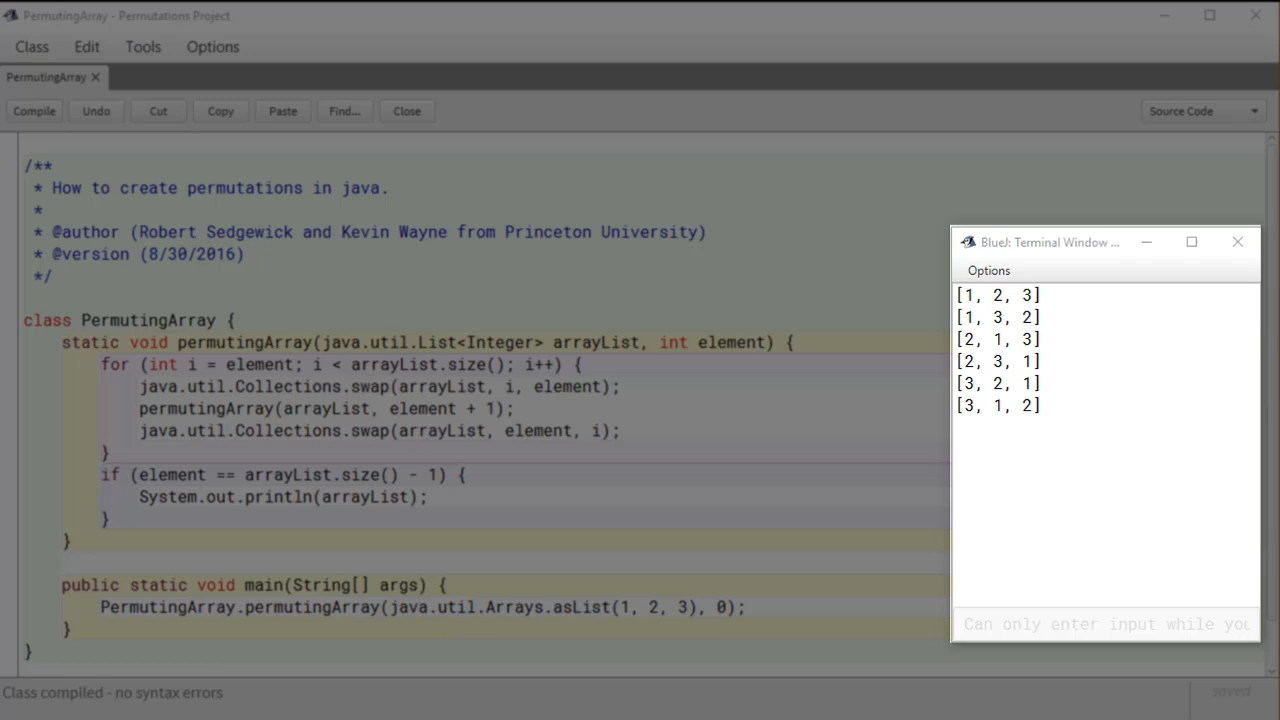 PermutingArray - Permutations Project
Class Edit Tools Options
PermutingArray
Compile Undo Cut Copy Paste Find... Close Source Code
/**
* How to create permutations in java.
*
* @author (Robert Sedgewick and Kevin Wayne from Princeton University)
* @version (8/30/2016)
*/
class PermutingArray {
static void permutingArray(java.util.List<Integer> arrayList, int element) {
for (int i = element; i < arrayList.size(); i++) {
java.util.Collections.swap(arrayList, i, element);
permutingArray(arrayList, element + 1);
java.util.Collections.swap(arrayList, element, i);
}
if (element == arrayList.size() - 1) {
System.out.println(arrayList);
}
}
public static void main(String[] args) {
PermutingArray.permutingArray(java.util.Arrays.asList(1, 2, 3), 0);
}
}
Class compiled - no syntax errors
saved
BlueJ: Terminal Window ...
Options
[1, 2, 3]
[1, 3, 2]
[2, 1, 3]
[2, 3, 1]
[3, 2, 1]
[3, 1, 2]
Can only enter input while you